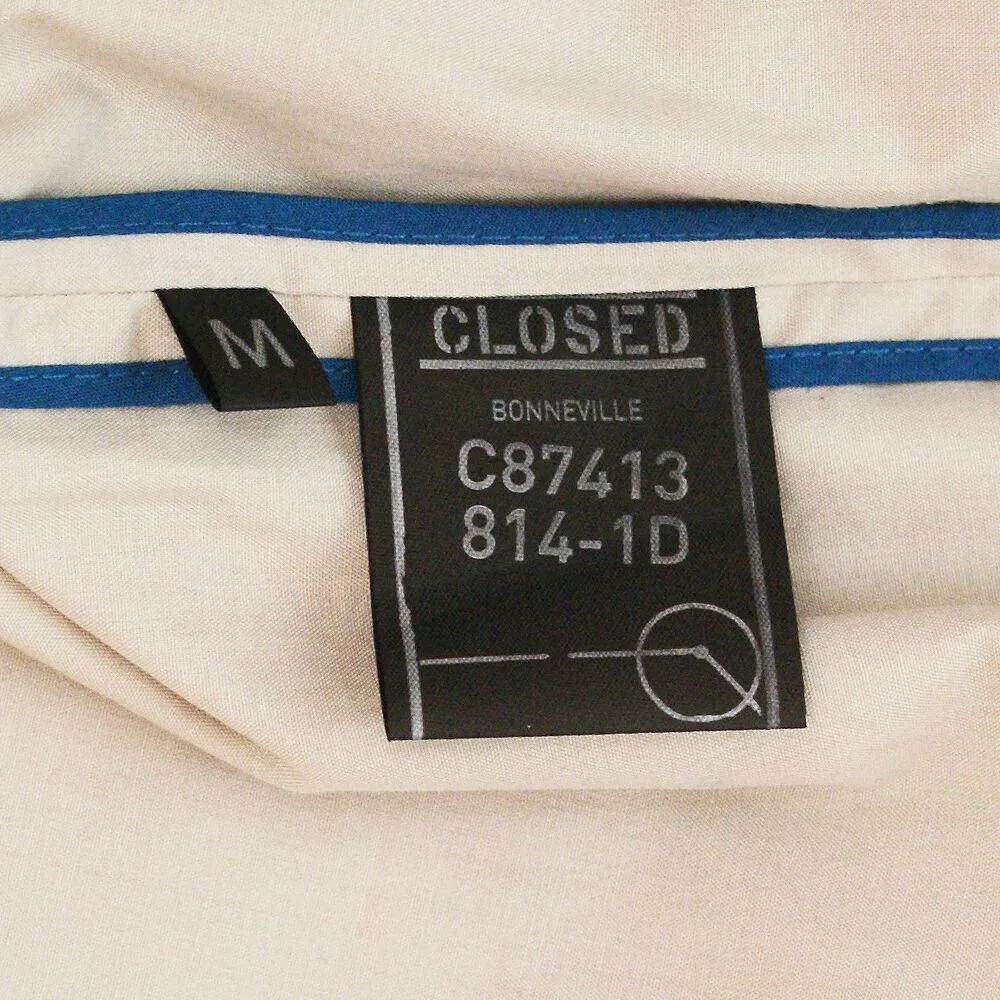 M
CLOSED
BONNEVILLE
C87413
814-1D